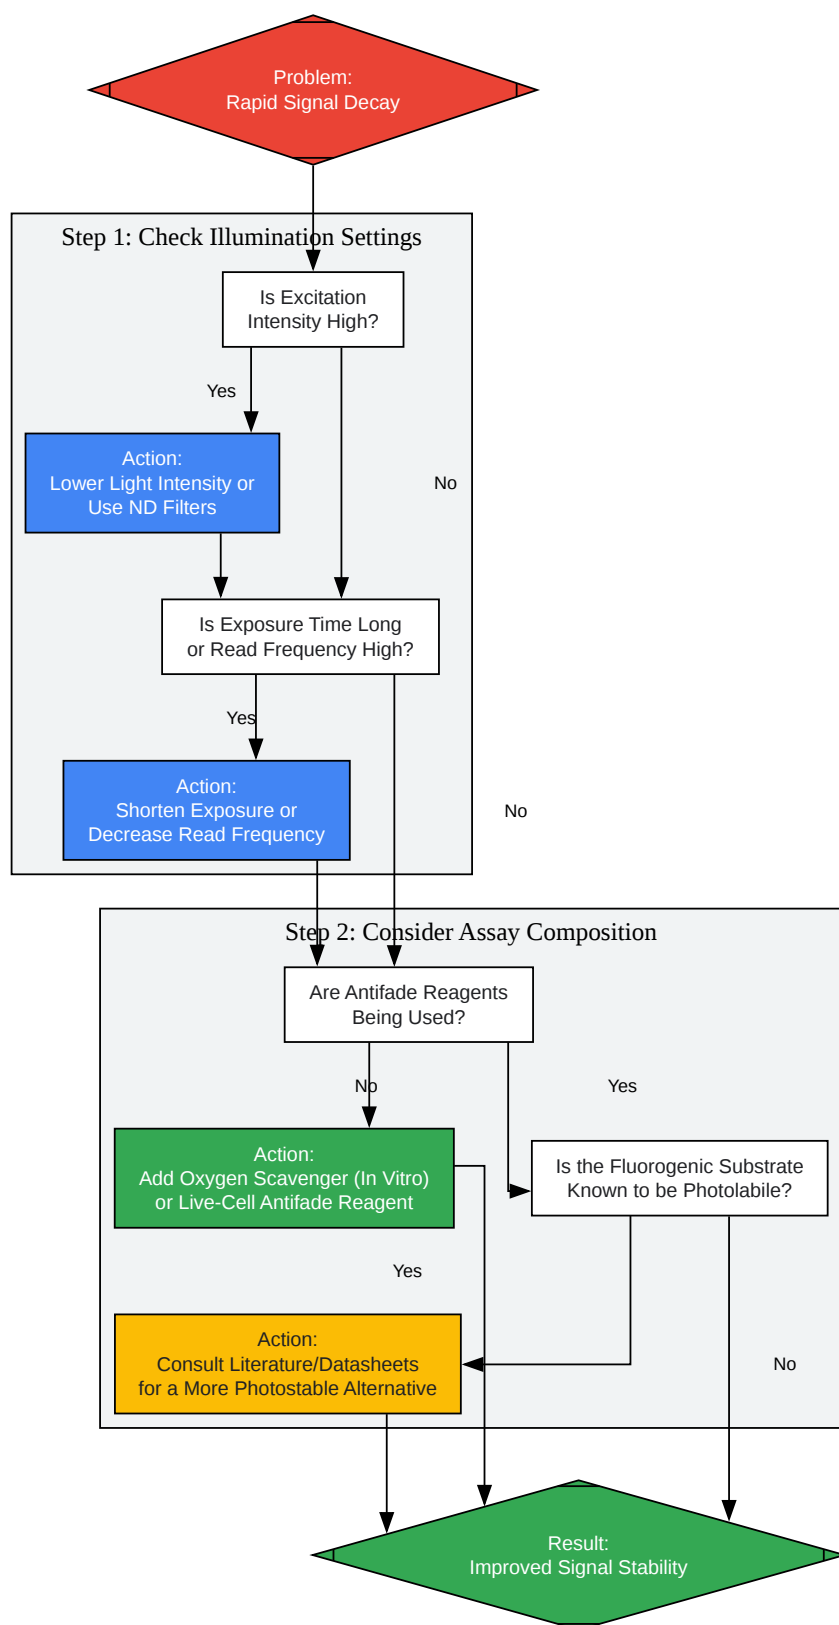 Problem:
Rapid Signal Decay
Step 1: Check Illumination Settings
Is Excitation
Intensity High?
Yes
Action:
Lower Light Intensity or
Use ND Filters
No
Is Exposure Time Long
or Read Frequency High?
Yes
Action:
Shorten Exposure or
Decrease Read Frequency
No
Step 2: Consider Assay Composition
Are Antifade Reagents
Being Used?
No
Yes
Action:
Add Oxygen Scavenger (In Vitro)
or Live-Cell Antifade Reagent
Is the Fluorogenic Substrate
Known to be Photolabile?
Yes
Action:
Consult Literature/Datasheets
for a More Photostable Alternative
No
Result:
Improved Signal Stability